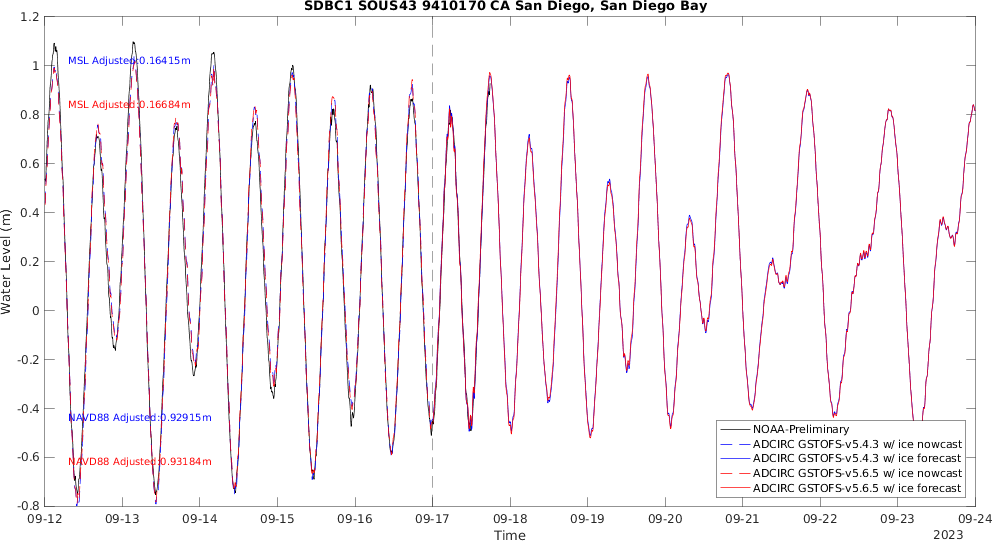 SDBC1 SOUS43 9410170 CA San Diego, San Diego Bay
1.2
1
0.8
0.6
0.4
0.2
0
-0.2
-0.4
-0.6
-0.8
Water Level (m)
MSL Adjusted:0.16415m
MSL Adjusted:0.16684m
NAVD88 Adjusted:0.92915m
NAVD88 Adjusted:0.93184m
NOAA-Preliminary
ADCIRC GSTOFS-v5.4.3 w/ ice nowcast
ADCIRC GSTOFS-v5.4.3 w/ ice forecast
ADCIRC GSTOFS-v5.6.5 w/ ice nowcast
ADCIRC GSTOFS-v5.6.5 w/ ice forecast
09-12 09-13 09-14 09-15 09-16 09-17 09-18 09-19 09-20 09-21 09-22 09-23 09-24
Time
2023